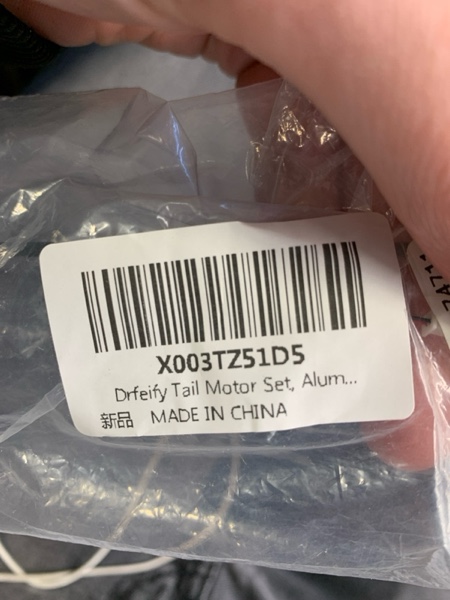 X003TZ51D5
Drfeify Tail Motor Set, Alum...
新品 MADE IN CHINA